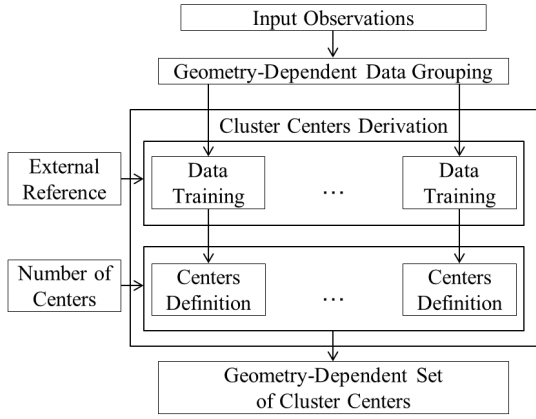 Input Observations
Geometry-Dependent Data Grouping
Cluster Centers Derivation
External
Reference
Data
Training
...
Data
Training
Number of
Centers
Centers
Definition
...
Centers
Definition
Geometry-Dependent Set
of Cluster Centers